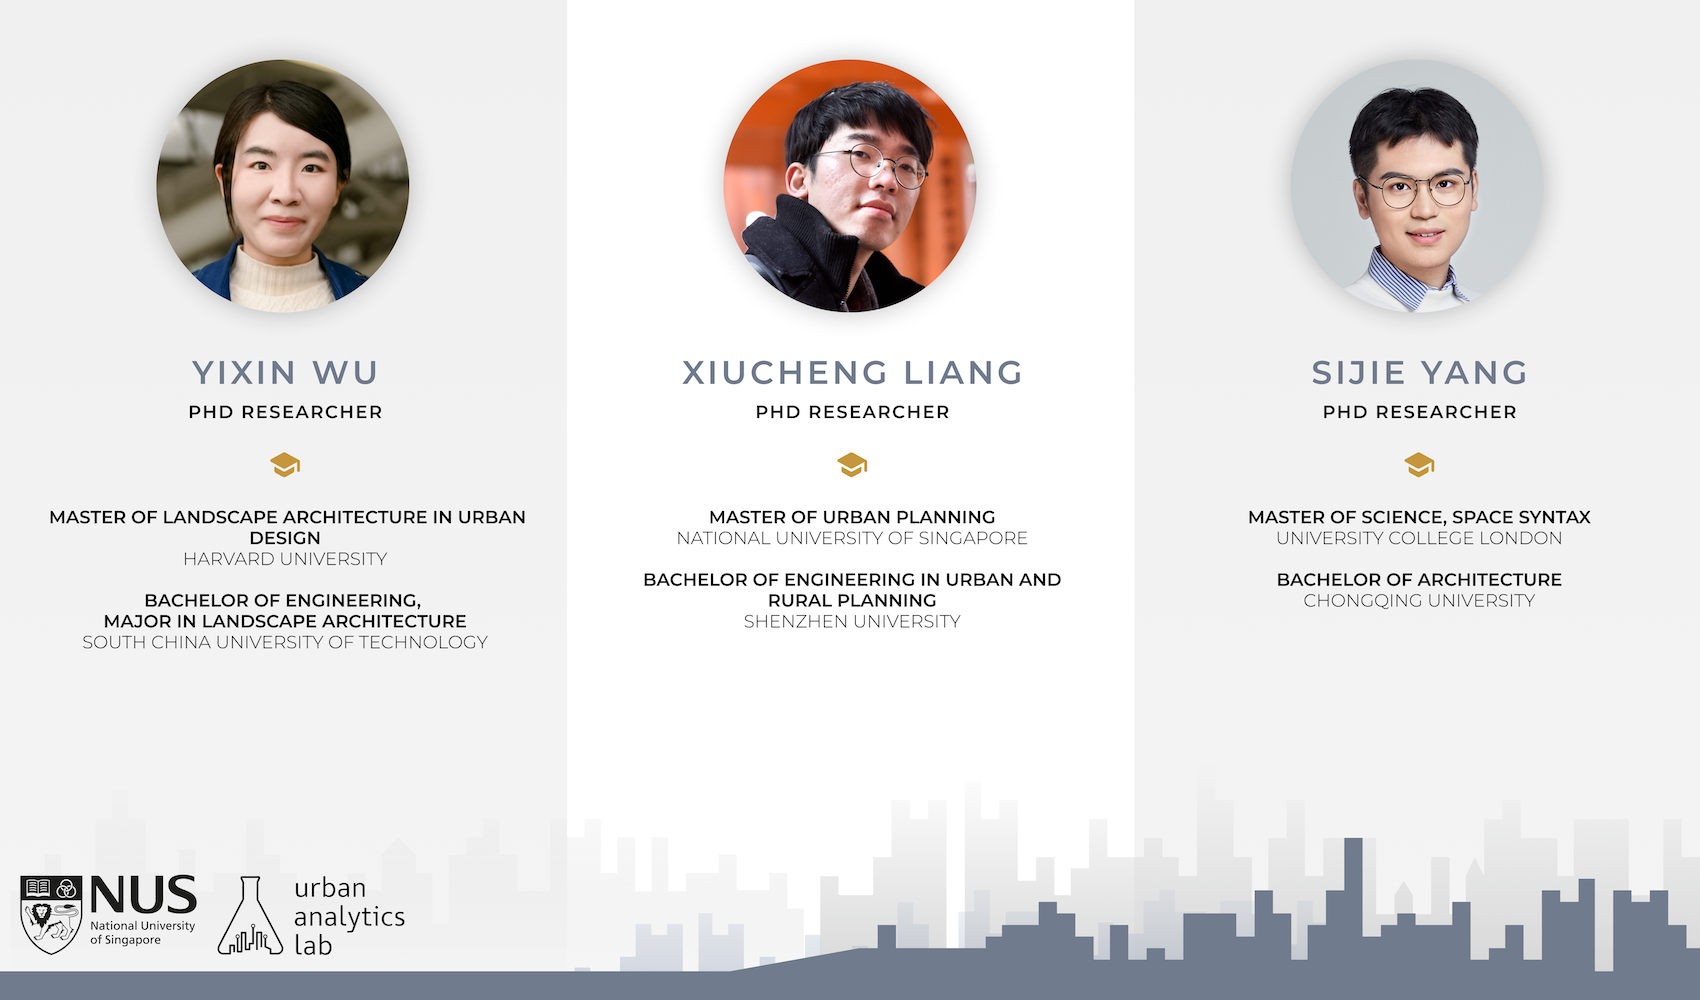 YIXIN WU
PHD RESEARCHER
MASTER OF LANDSCAPE ARCHITECTURE IN URBAN
DESIGN
HARVARD UNIVERSITY
BACHELOR OF ENGINEERING,
MAJOR IN LANDSCAPE ARCHITECTURE
SOUTH CHINA UNIVERSITY OF TECHNOLOGY
XIUCHENG LIANG
PHD RESEARCHER
MASTER OF URBAN PLANNING
NATIONAL UNIVERSITY OF SINGAPORE
BACHELOR OF ENGINEERING IN URBAN AND
RURAL PLANNING
SHENZHEN UNIVERSITY
SIJIE YANG
PHD RESEARCHER
MASTER OF SCIENCE, SPACE SYNTAX
UNIVERSITY COLLEGE LONDON
BACHELOR OF ARCHITECTURE
CHONGQING UNIVERSITY
NUS
National University
of Singapore
urban
analytics
lab